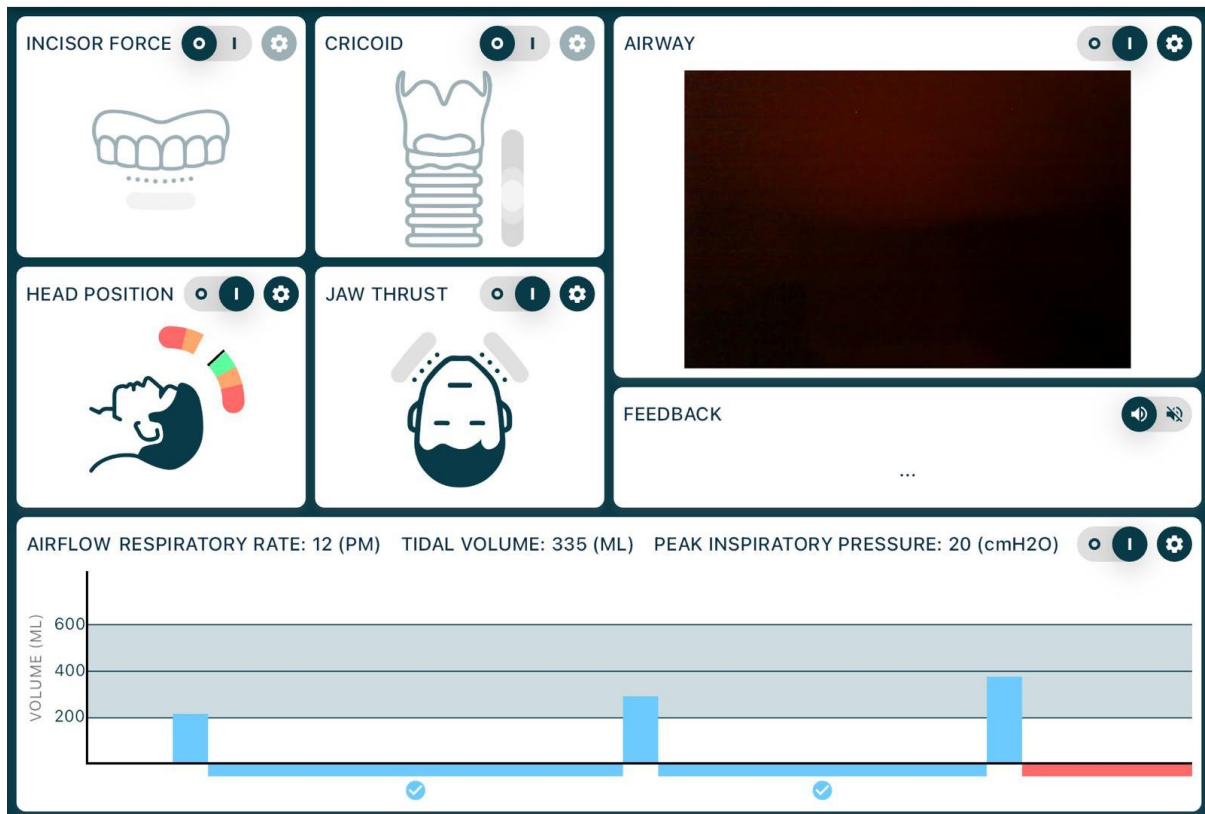 INCISOR FORCE O I
CRICOID O I
AIRWAY O I
HEAD POSITION O I
JAW THRUST O I
FEEDBACK
...
AIRFLOW RESPIRATORY RATE: 12 (PM) TIDAL VOLUME: 335 (ML) PEAK INSPIRATORY PRESSURE: 20 (cmH2O) O I
VOLUME (ML)
600
400
200